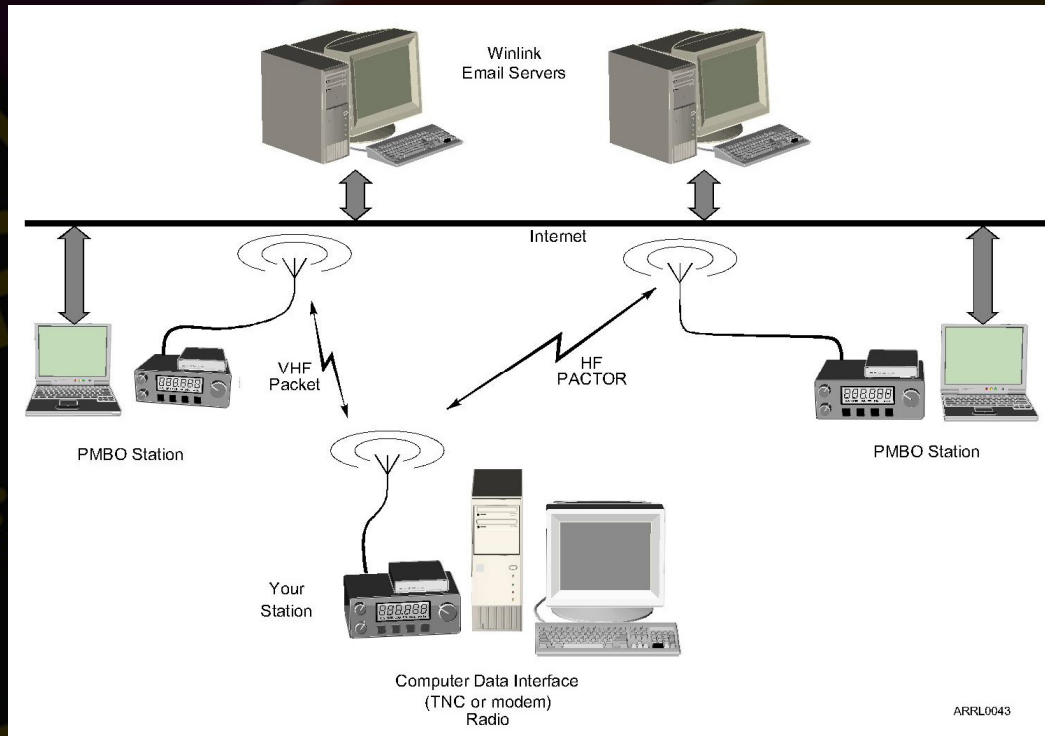 Winlink
Email Servers
Internet
VHF
Packet
HF
PACTOR
PMBO Station
PMBO Station
Your
Station
Computer Data Interface
(TNC or modem)
Radio
ARRL0043